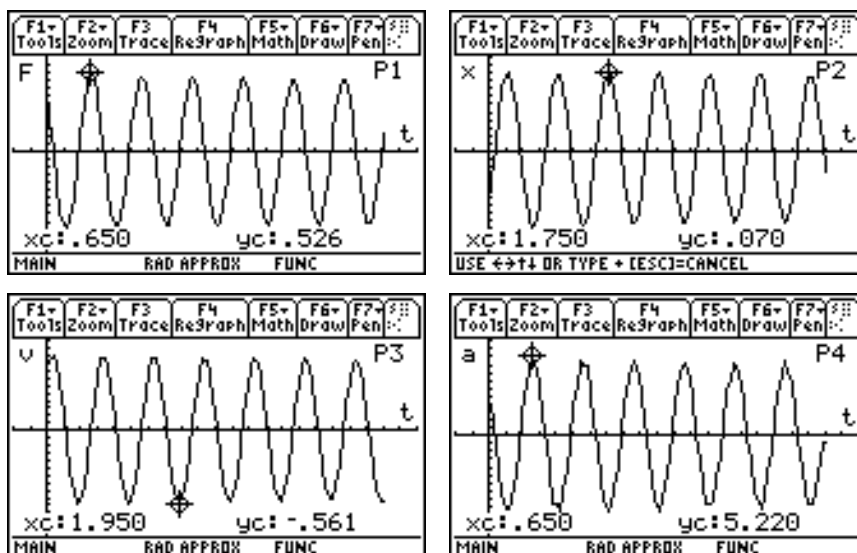 F1▾ F2▾ F3 F4 F5▾ F6▾ F7▾
Tools Zoom Trace ReGraph Math Draw Pen
F P1
t
xc:.650 yc:.526
MAIN RAD APPROX FUNC
F1▾ F2▾ F3 F4 F5▾ F6▾ F7▾
Tools Zoom Trace ReGraph Math Draw Pen
x P2
t
xc:1.750 yc:.070
USE ←→↑↓ OR TYPE + [ESC]=CANCEL
F1▾ F2▾ F3 F4 F5▾ F6▾ F7▾
Tools Zoom Trace ReGraph Math Draw Pen
v P3
t
xc:1.950 yc:-.561
MAIN RAD APPROX FUNC
F1▾ F2▾ F3 F4 F5▾ F6▾ F7▾
Tools Zoom Trace ReGraph Math Draw Pen
a P4
t
xc:.650 yc:5.220
MAIN RAD APPROX FUNC